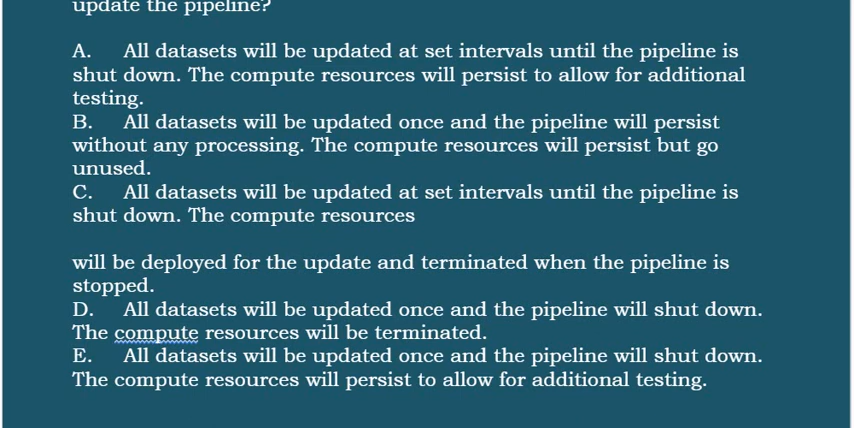 update the pipeline?
A. All datasets will be updated at set intervals until the pipeline is
shut down. The compute resources will persist to allow for additional
testing.
B. All datasets will be updated once and the pipeline will persist
without any processing. The compute resources will persist but go
unused.
C. All datasets will be updated at set intervals until the pipeline is
shut down. The compute resources
will be deployed for the update and terminated when the pipeline is
stopped.
D. All datasets will be updated once and the pipeline will shut down.
The compute resources will be terminated.
E. All datasets will be updated once and the pipeline will shut down.
The compute resources will persist to allow for additional testing.